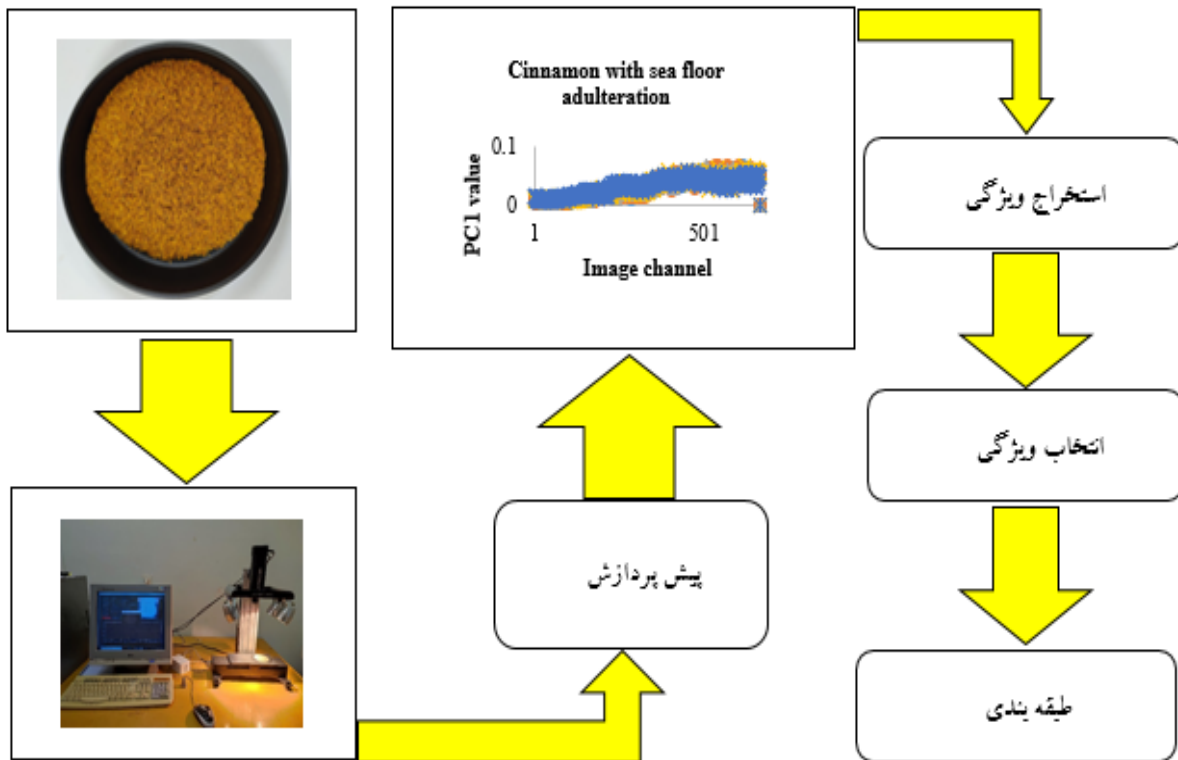 Cinnamon with sea floor
adulteration
0.1
PC1 value
0
1
501
Image channel
استخراج ویژگی
انتخاب ویژگی
پیش پردازش
طبقه بندی